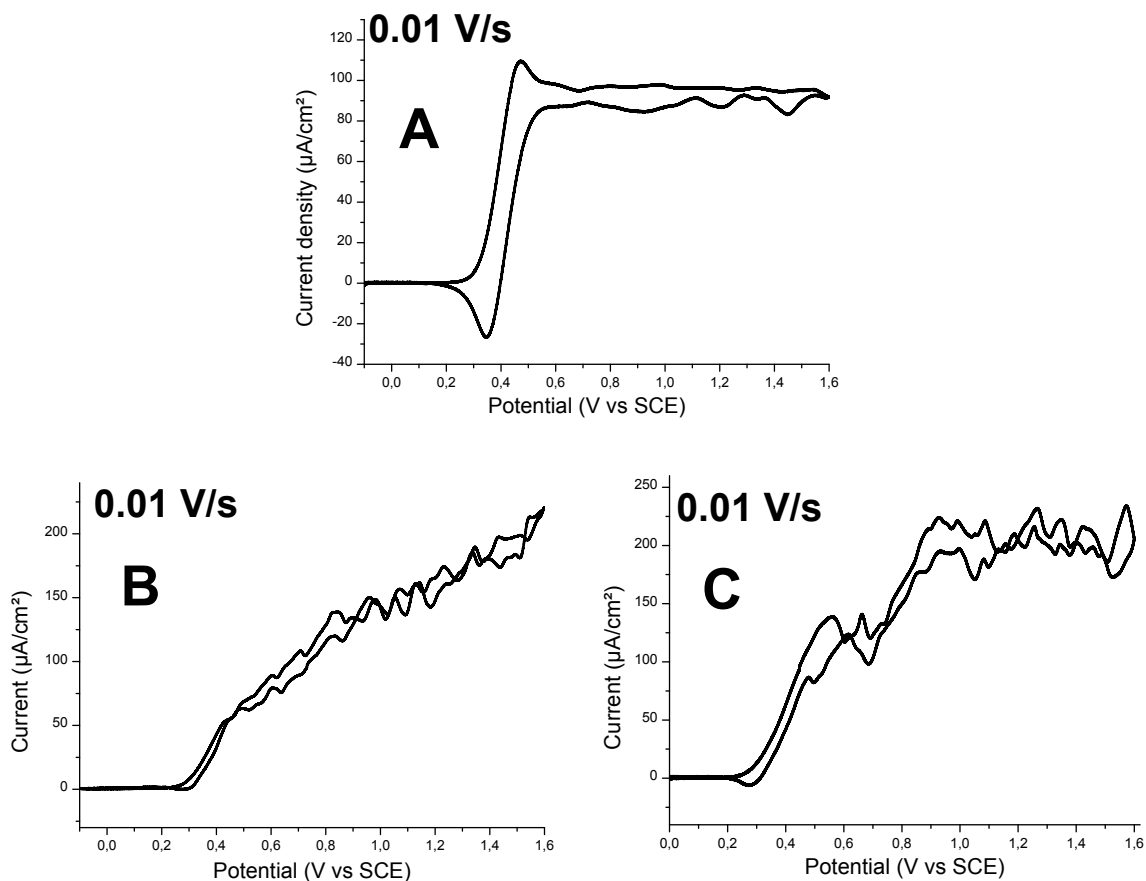 0.01 V/s
A
Current density (µA/cm²)
120
100
80
60
40
20
0
-20
-40
0,0 0,2 0,4 0,6 0,8 1,0 1,2 1,4 1,6
Potential (V vs SCE)
0.01 V/s
B
Current (µA/cm²)
200
150
100
50
0
0,0 0,2 0,4 0,6 0,8 1,0 1,2 1,4 1,6
Potential (V vs SCE)
0.01 V/s
C
Current (µA/cm²)
250
200
150
100
50
0
0,0 0,2 0,4 0,6 0,8 1,0 1,2 1,4 1,6
Potential (V vs SCE)